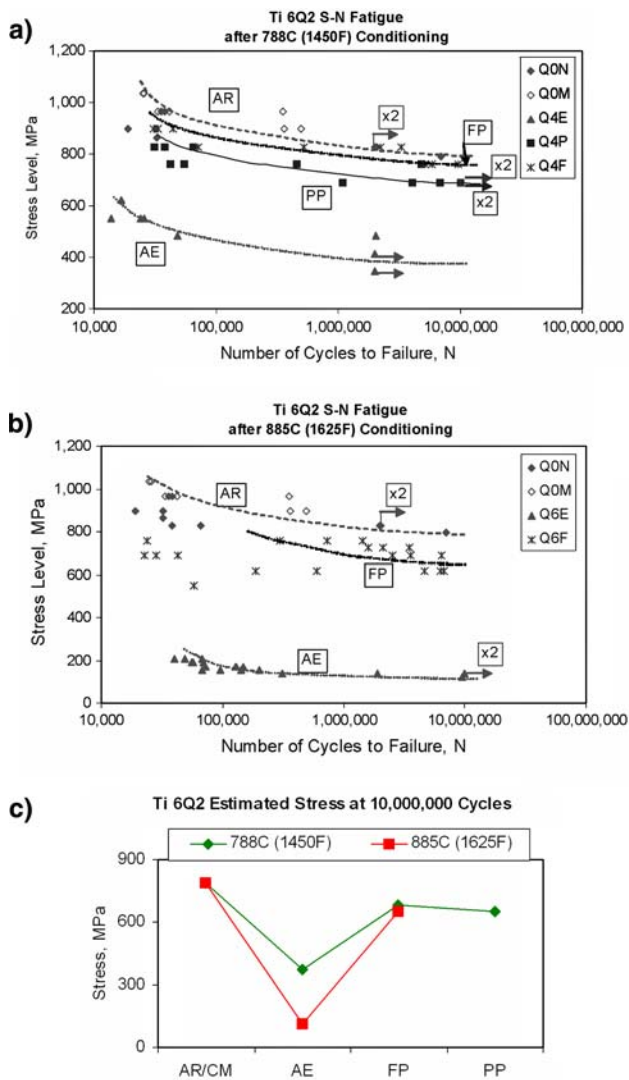 a)
Ti 6Q2 S-N Fatigue
after 788C (1450F) Conditioning
Stress Level, MPa
1,200
1,000
800
600
400
200
AR
x2
FP
x2
x2
PP
AE
Q0N
Q0M
Q4E
Q4P
Q4F
10,000
100,000
1,000,000
10,000,000
100,000,000
Number of Cycles to Failure, N
b)
Ti 6Q2 S-N Fatigue
after 885C (1625F) Conditioning
Stress Level, MPa
1,200
1,000
800
600
400
200
0
AR
x2
FP
AE
x2
Q0N
Q0M
Q6E
Q6F
10,000
100,000
1,000,000
10,000,000
100,000,000
Number of Cycles to Failure, N
c)
Ti 6Q2 Estimated Stress at 10,000,000 Cycles
788C (1450F)
885C (1625F)
Stress, MPa
900
600
300
0
AR/CM
AE
FP
PP